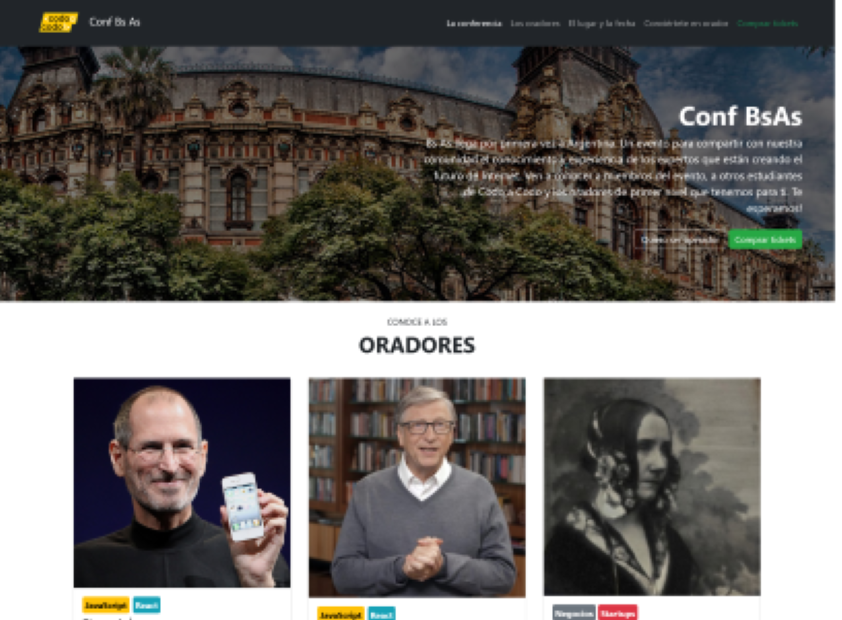 codo
codo
Conf Bs As
La conferencia Los oradores El lugar y la fecha Conviértete en orador Comprar tickets
Conf BsAs
Bs As llega por primera vez a Argentina. Un evento para compartir con nuestra
comunidad el conocimiento y experiencia de los expertos que están creando el
futuro de Internet. Ven a conocer a miembros del evento, a otros estudiantes
de Codo a Codo y los oradores de primer nivel que tenemos para ti. Te
esperamos!
Quiero ser Comprar tickets
CONOCE A LOS
ORADORES
JavaScript React
JavaScript React
Negocios Startups